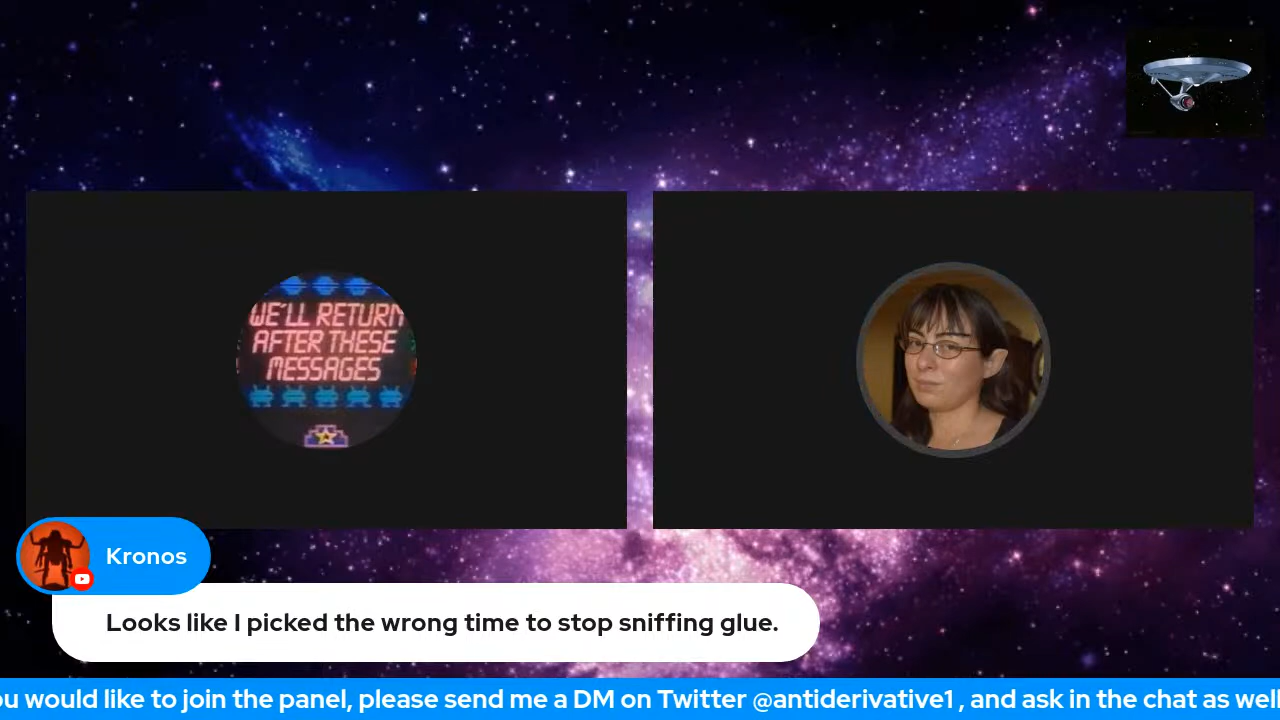 WE'LL RETURN
AFTER THESE
MESSAGES
Kronos
Looks like I picked the wrong time to stop sniffing glue.
would like to join the panel, please send me a DM on Twitter @antiderivative1 , and ask in the chat as well